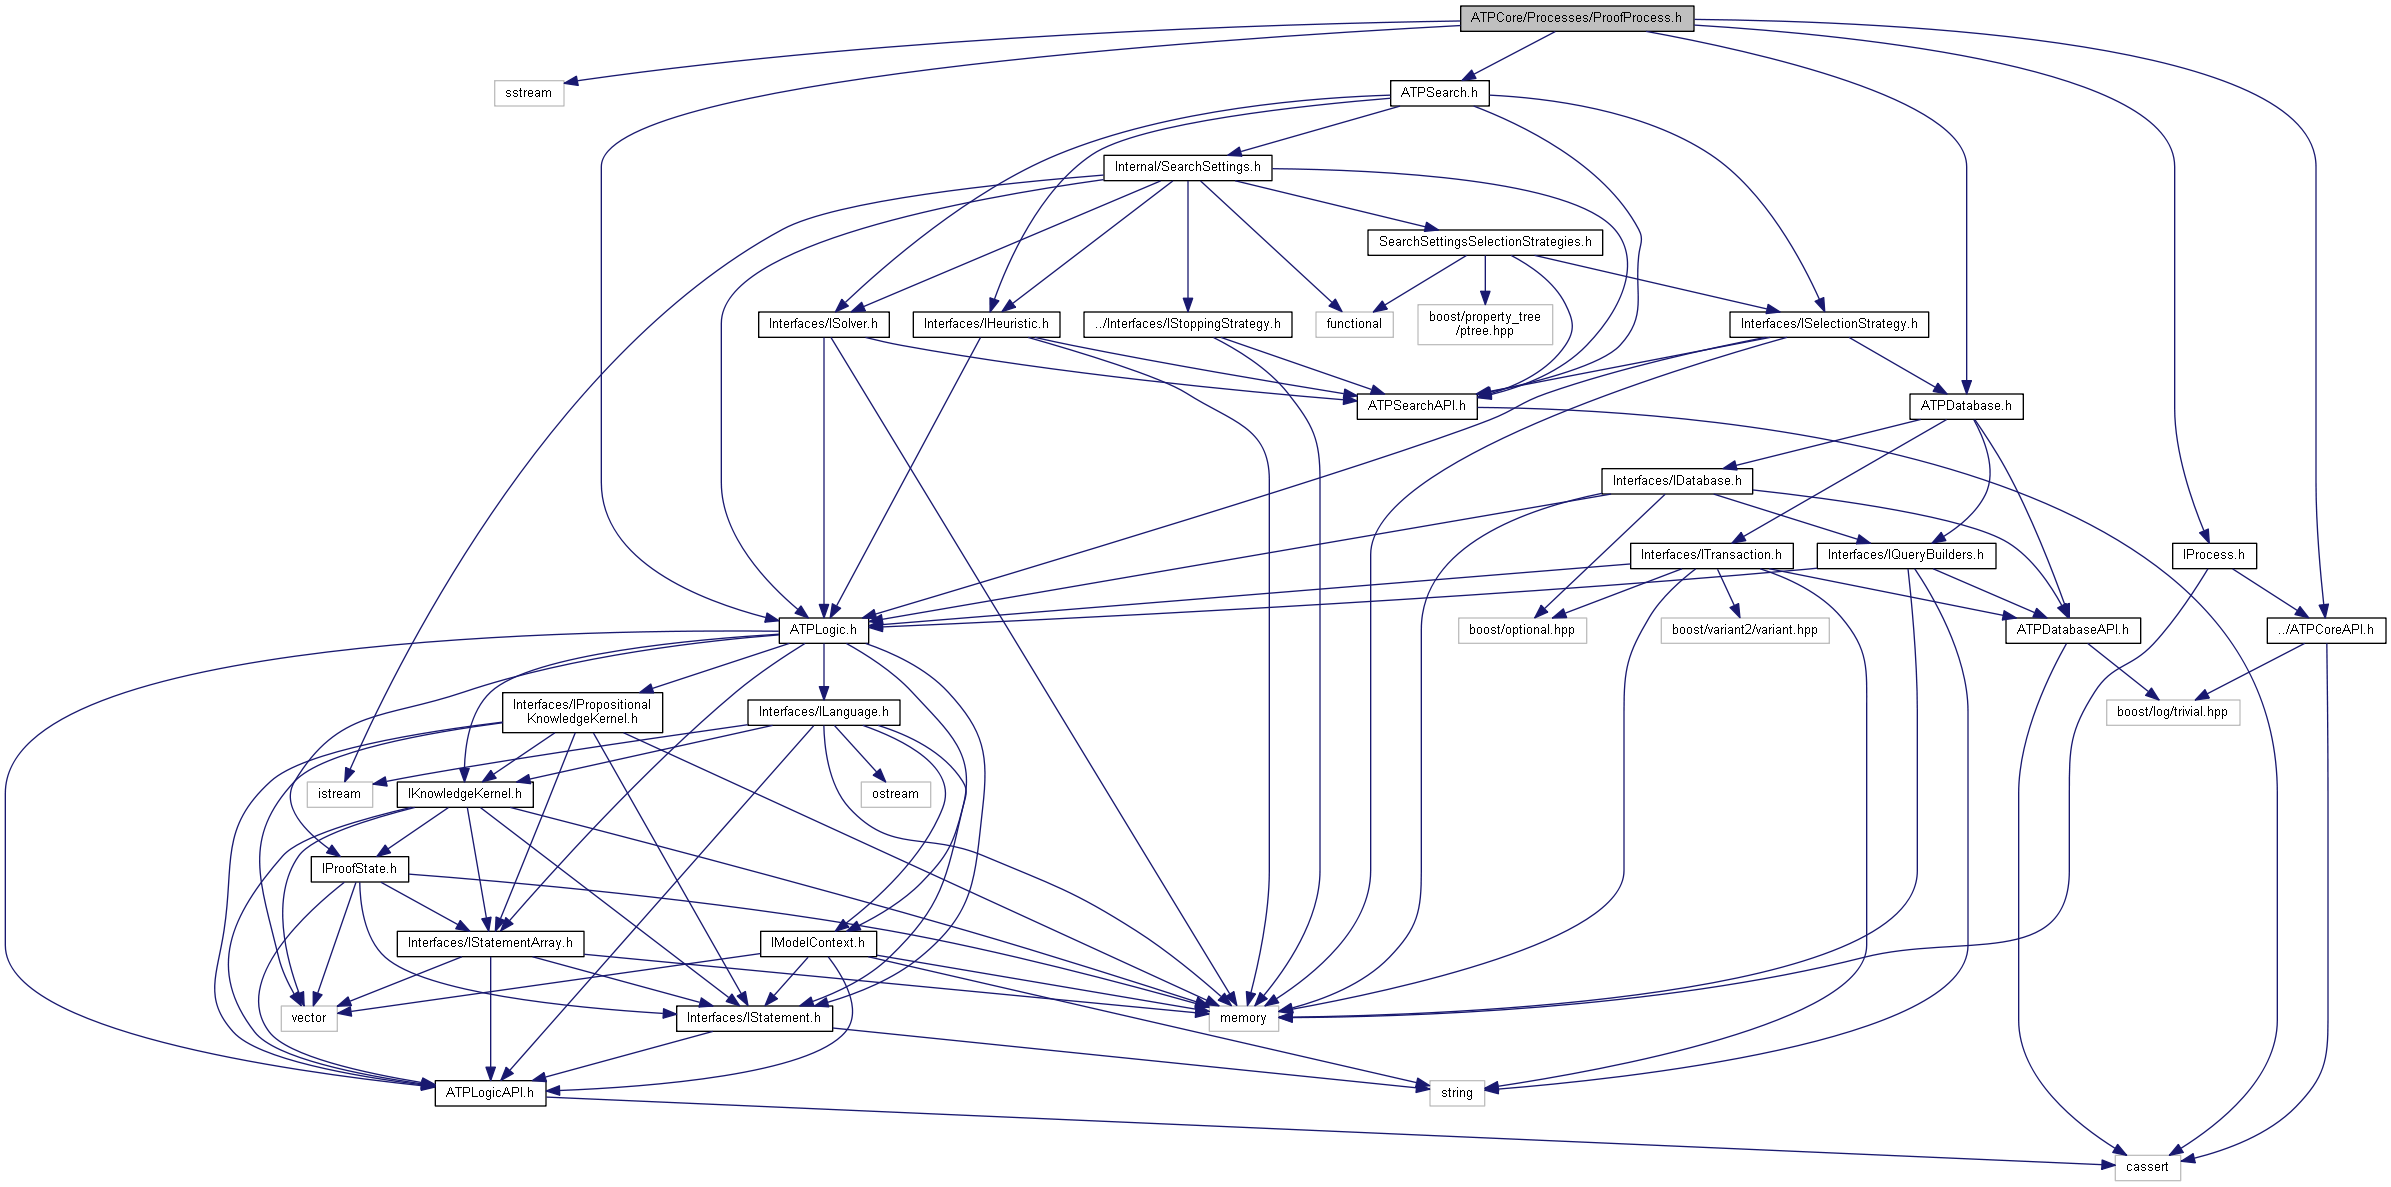 ATPCore/Processes/ProofProcess.h
sstream
ATPSearch.h
Internal/SearchSettings.h
SearchSettingsSelectionStrategies.h
Interfaces/ISolver.h
Interfaces/IHeuristic.h
../Interfaces/IStoppingStrategy.h
functional
boost/property_tree
/ptree.hpp
Interfaces/ISelectionStrategy.h
ATPSearchAPI.h
ATPDatabase.h
Interfaces/IDatabase.h
Interfaces/ITransaction.h
Interfaces/IQueryBuilders.h
IProcess.h
ATPLogic.h
boost/optional.hpp
boost/variant2/variant.hpp
ATPDatabaseAPI.h
../ATPCoreAPI.h
Interfaces/IPropositional
KnowledgeKernel.h
Interfaces/ILanguage.h
boost/log/trivial.hpp
istream
IKnowledgeKernel.h
ostream
IProofState.h
Interfaces/IStatementArray.h
IModelContext.h
vector
Interfaces/IStatement.h
memory
ATPLogicAPI.h
string
cassert